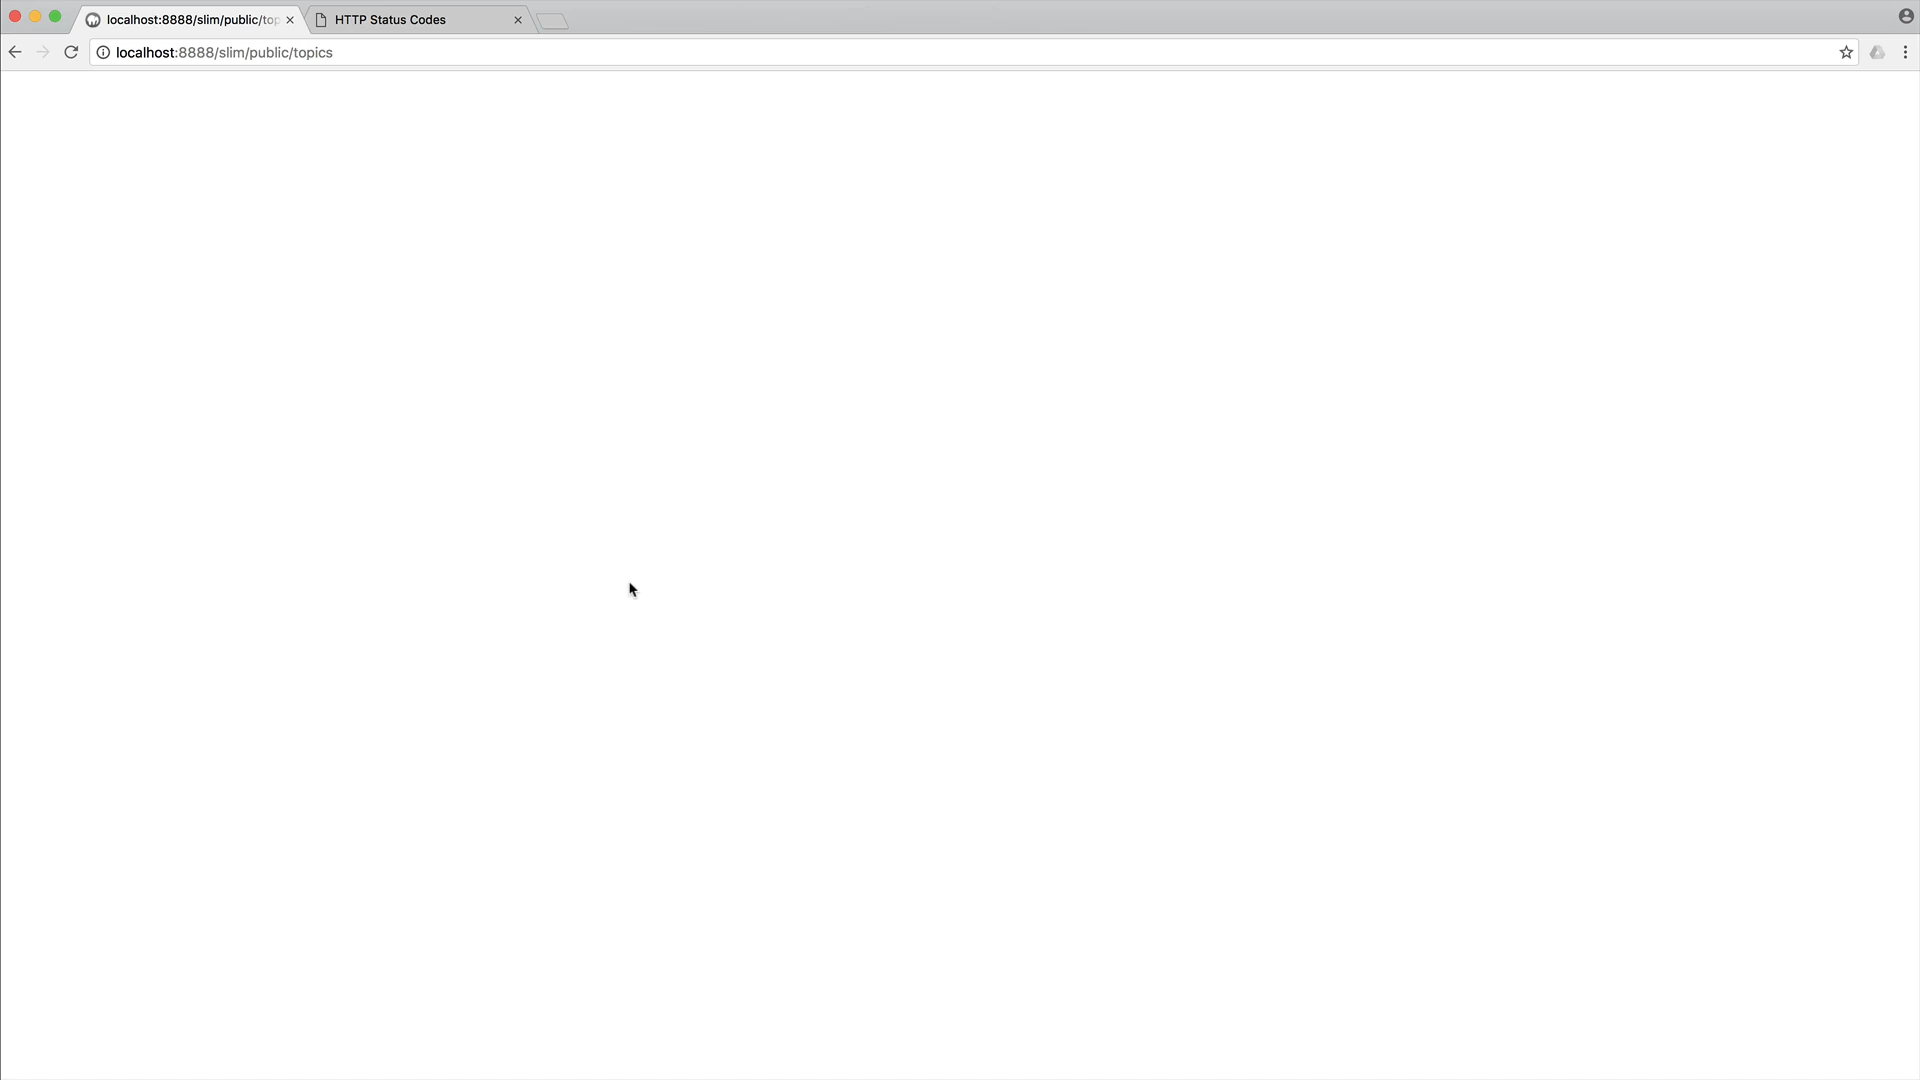 localhost:8888/slim/public/top
HTTP Status Codes
localhost:8888/slim/public/topics